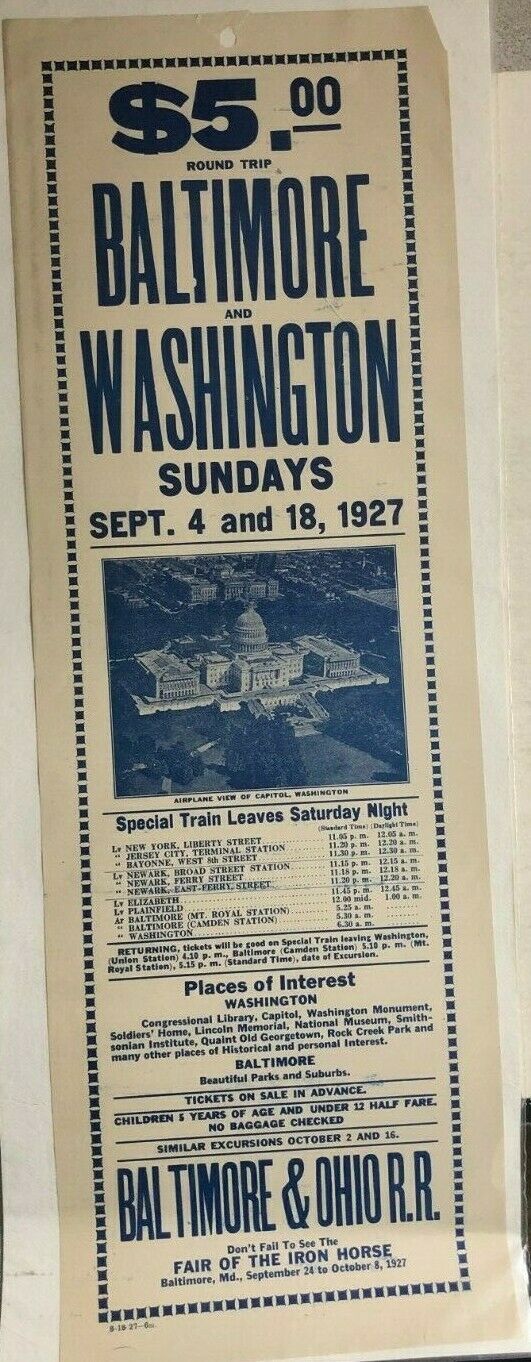 $5.00
ROUND TRIP
BALTIMORE
AND
WASHINGTON
SUNDAYS
SEPT. 4 and 18, 1927
AIRPLANE VIEW OF CAPITOL, WASHINGTON
Special Train Leaves Saturday Night
(Standard Time) (Daylight Time)
Lv NEW YORK, LIBERTY STREET 11.05 p. m. 12.05 a. m.
" JERSEY CITY, TERMINAL STATION 11.20 p. m. 12.20 a. m.
" BAYONNE, WEST 8th STREET 11.30 p. m. 12.30 a. m.
Lv NEWARK, BROAD STREET STATION 11.15 p. m. 12.15 a. m.
" NEWARK, FERRY STREET 11.18 p. m. 12.18 a. m.
" NEWARK, EAST FERRY STREET 11.20 p. m. 12.20 a. m.
Lv ELIZABETH 11.45 p. m. 12.45 a. m.
Lv PLAINFIELD 12.00 mid. 1.00 a. m.
Ar BALTIMORE (MT. ROYAL STATION) 5.25 a. m.
" BALTIMORE (CAMDEN STATION) 5.30 a. m.
" WASHINGTON 6.30 a. m.
RETURNING, tickets will be good on Special Train leaving Washington,
(Union Station) 4.10 p. m., Baltimore (Camden Station) 5.10 p. m. (Mt.
Royal Station), 5.15 p. m. (Standard Time), date of Excursion.
Places of Interest
WASHINGTON
Congressional Library, Capitol, Washington Monument,
Soldiers' Home, Lincoln Memorial, National Museum, Smith-
sonian Institute, Quaint Old Georgetown, Rock Creek Park and
many other places of Historical and personal Interest.
BALTIMORE
Beautiful Parks and Suburbs.
TICKETS ON SALE IN ADVANCE.
CHILDREN 5 YEARS OF AGE AND UNDER 12 HALF FARE.
NO BAGGAGE CHECKED
SIMILAR EXCURSIONS OCTOBER 2 AND 16.
BALTIMORE & OHIO R.R.
Don't Fail To See The
FAIR OF THE IRON HORSE
Baltimore, Md., September 24 to October 8, 1927
8-16 27—6m.